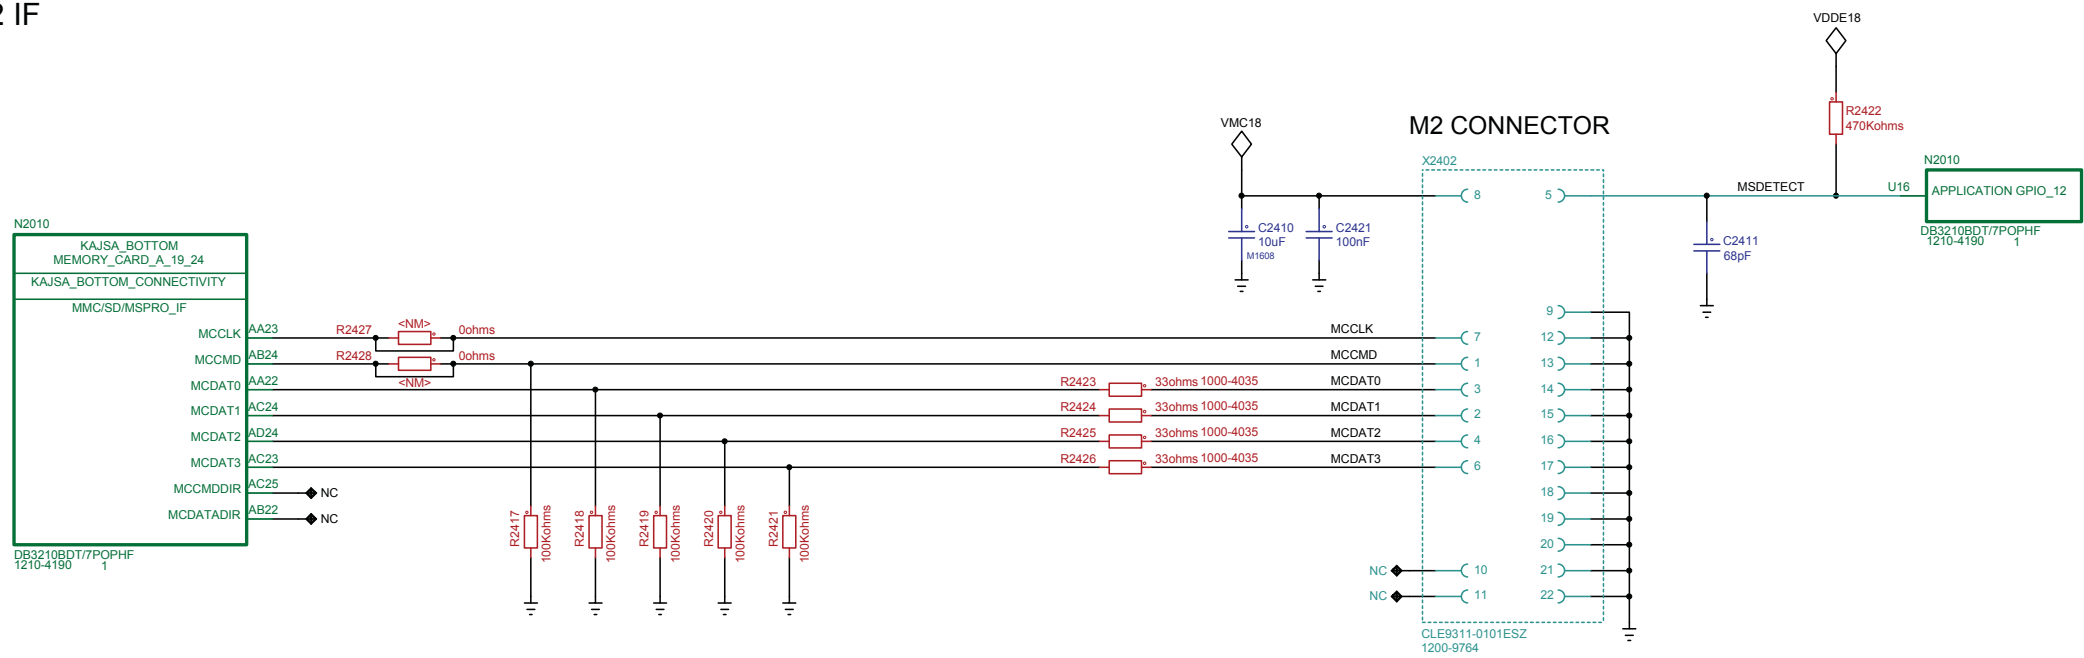 2 IF
VDDE18
R2422
470Kohms
VMC18
M2 CONNECTOR
X2402
N2010
8
5
MSDETECT
U16
APPLICATION GPIO_12
DB3210BDT/7POPHF
1210-4190
1
C2410
10uF
M1608
C2421
100nF
C2411
68pF
N2010
KAJSA_BOTTOM
MEMORY_CARD_A_19_24
KAJSA_BOTTOM_CONNECTIVITY
MMC/SD/MSPRO_IF
MCCLK
AA23
R2427
<NM>
0ohms
MCCLK
7
MCCMD
AB24
R2428
<NM>
0ohms
MCCMD
1
MCDAT0
AA22
R2423
33ohms 1000-4035
MCDAT0
3
MCDAT1
AC24
R2424
33ohms 1000-4035
MCDAT1
2
MCDAT2
AD24
R2425
33ohms 1000-4035
MCDAT2
4
MCDAT3
AC23
R2426
33ohms 1000-4035
MCDAT3
6
MCCMDDIR
AC25
NC
MCDATADIR
AB22
NC
DB3210BDT/7POPHF
1210-4190
1
R2417
100Kohms
R2418
100Kohms
R2419
100Kohms
R2420
100Kohms
R2421
100Kohms
9
12
13
14
15
16
17
18
19
20
NC
10
21
NC
11
22
CLE9311-0101ESZ
1200-9764